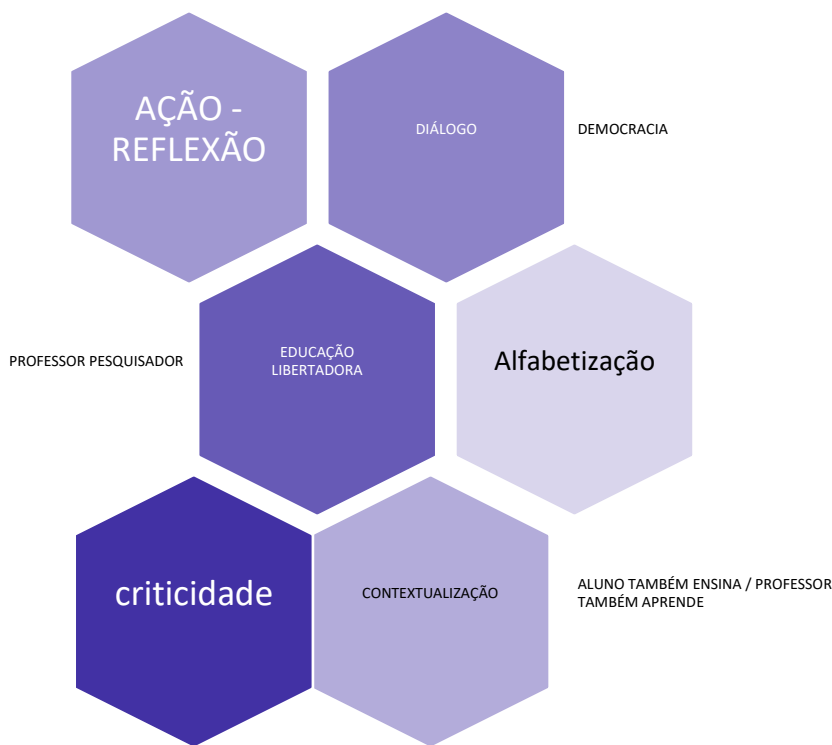 AÇÃO -
REFLEXÃO
DIÁLOGO
DEMOCRACIA
PROFESSOR PESQUISADOR
EDUCAÇÃO
LIBERTADORA
Alfabetização
criticidade
CONTEXTUALIZAÇÃO
ALUNO TAMBÉM ENSINA / PROFESSOR
TAMBÉM APRENDE